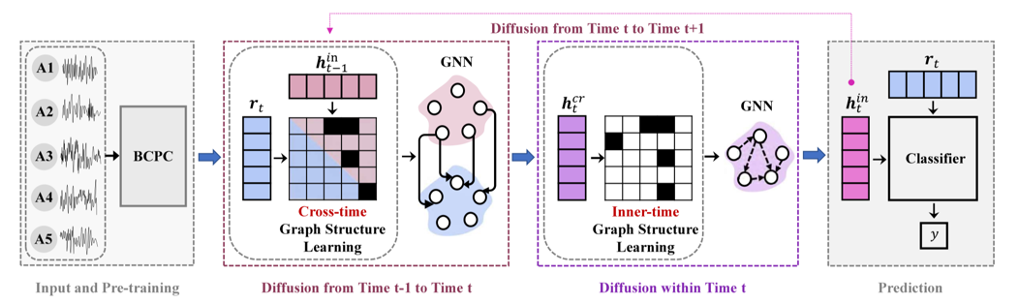 Diffusion from Time t to Time t+1
A1
A2
A3
A4
A5
BCPC
Input and Pre-training
r_t
h_{t-1}^{in}
Cross-time
Graph Structure
Learning
GNN
Diffusion from Time t-1 to Time t
h_t^{cr}
Inner-time
Graph Structure
Learning
GNN
Diffusion within Time t
h_t^{in}
r_t
Classifier
y
Prediction